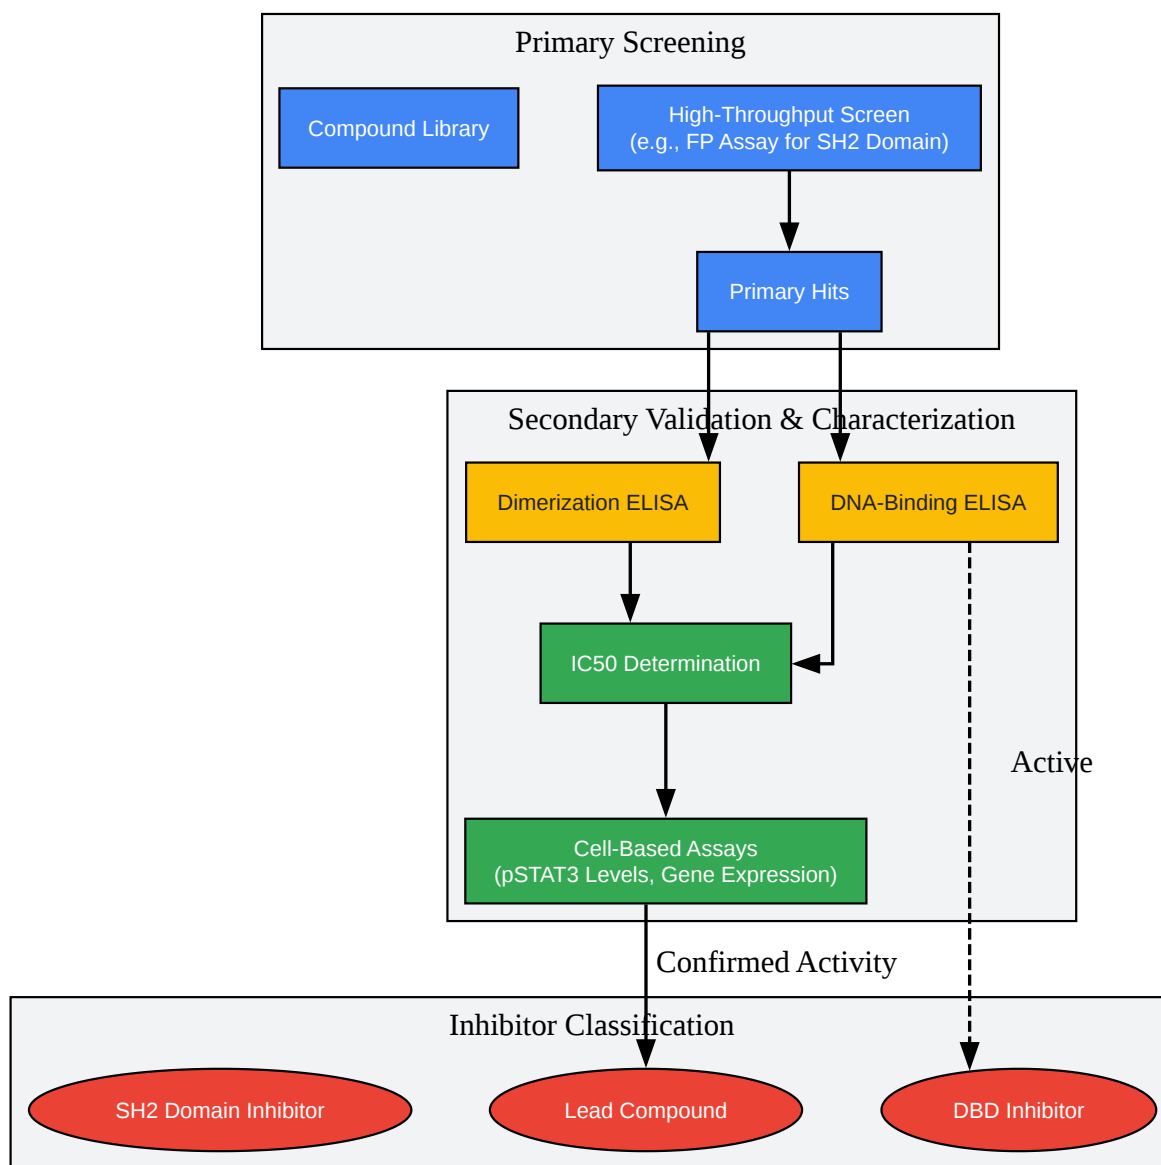 Primary Screening
Compound Library
High-Throughput Screen
(e.g., FP Assay for SH2 Domain)
Primary Hits
Secondary Validation & Characterization
Dimerization ELISA
DNA-Binding ELISA
IC50 Determination
Active
Cell-Based Assays
(pSTAT3 Levels, Gene Expression)
Confirmed Activity
Inhibitor Classification
SH2 Domain Inhibitor
Lead Compound
DBD Inhibitor